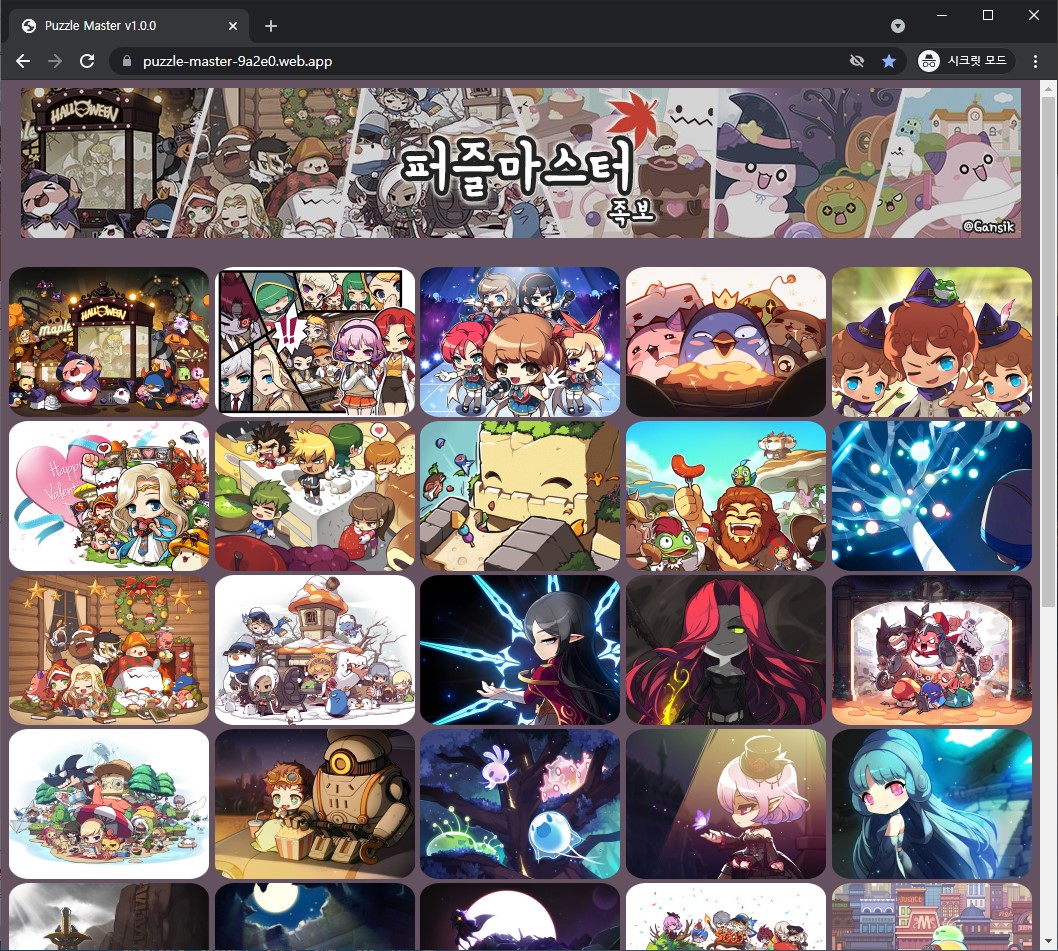 Puzzle Master v1.0.0
puzzle-master-9a2e0.web.app
시크릿 모드
HALLOWEEN
퍼즐마스터
족보
@Gansik
HALLOWEEN
maple
!!
Happy
12